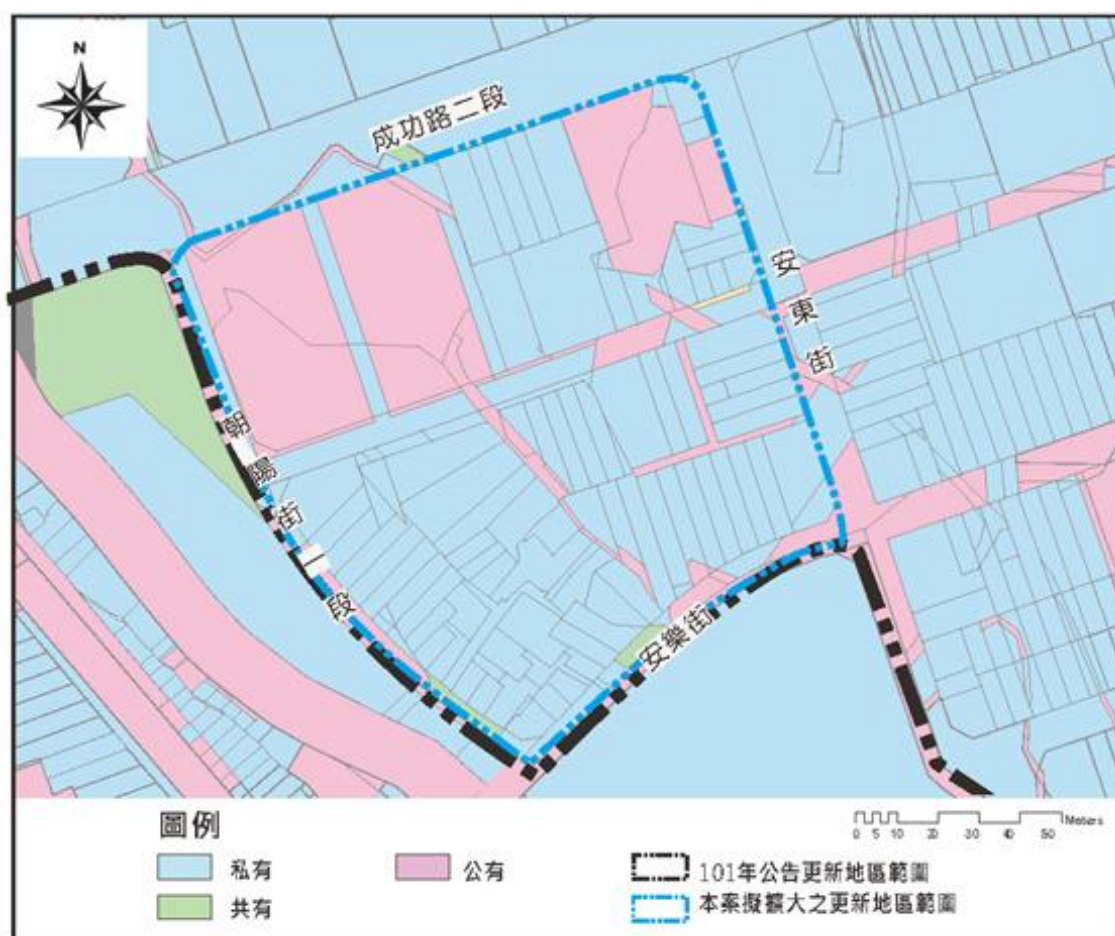 N
成功路二段
安東街
朝陽街一段
安樂街
圖例
0 5 10 20 30 40 50 Meters
私有
公有
101年公告更新地區範圍
共有
本案擬擴大之更新地區範圍